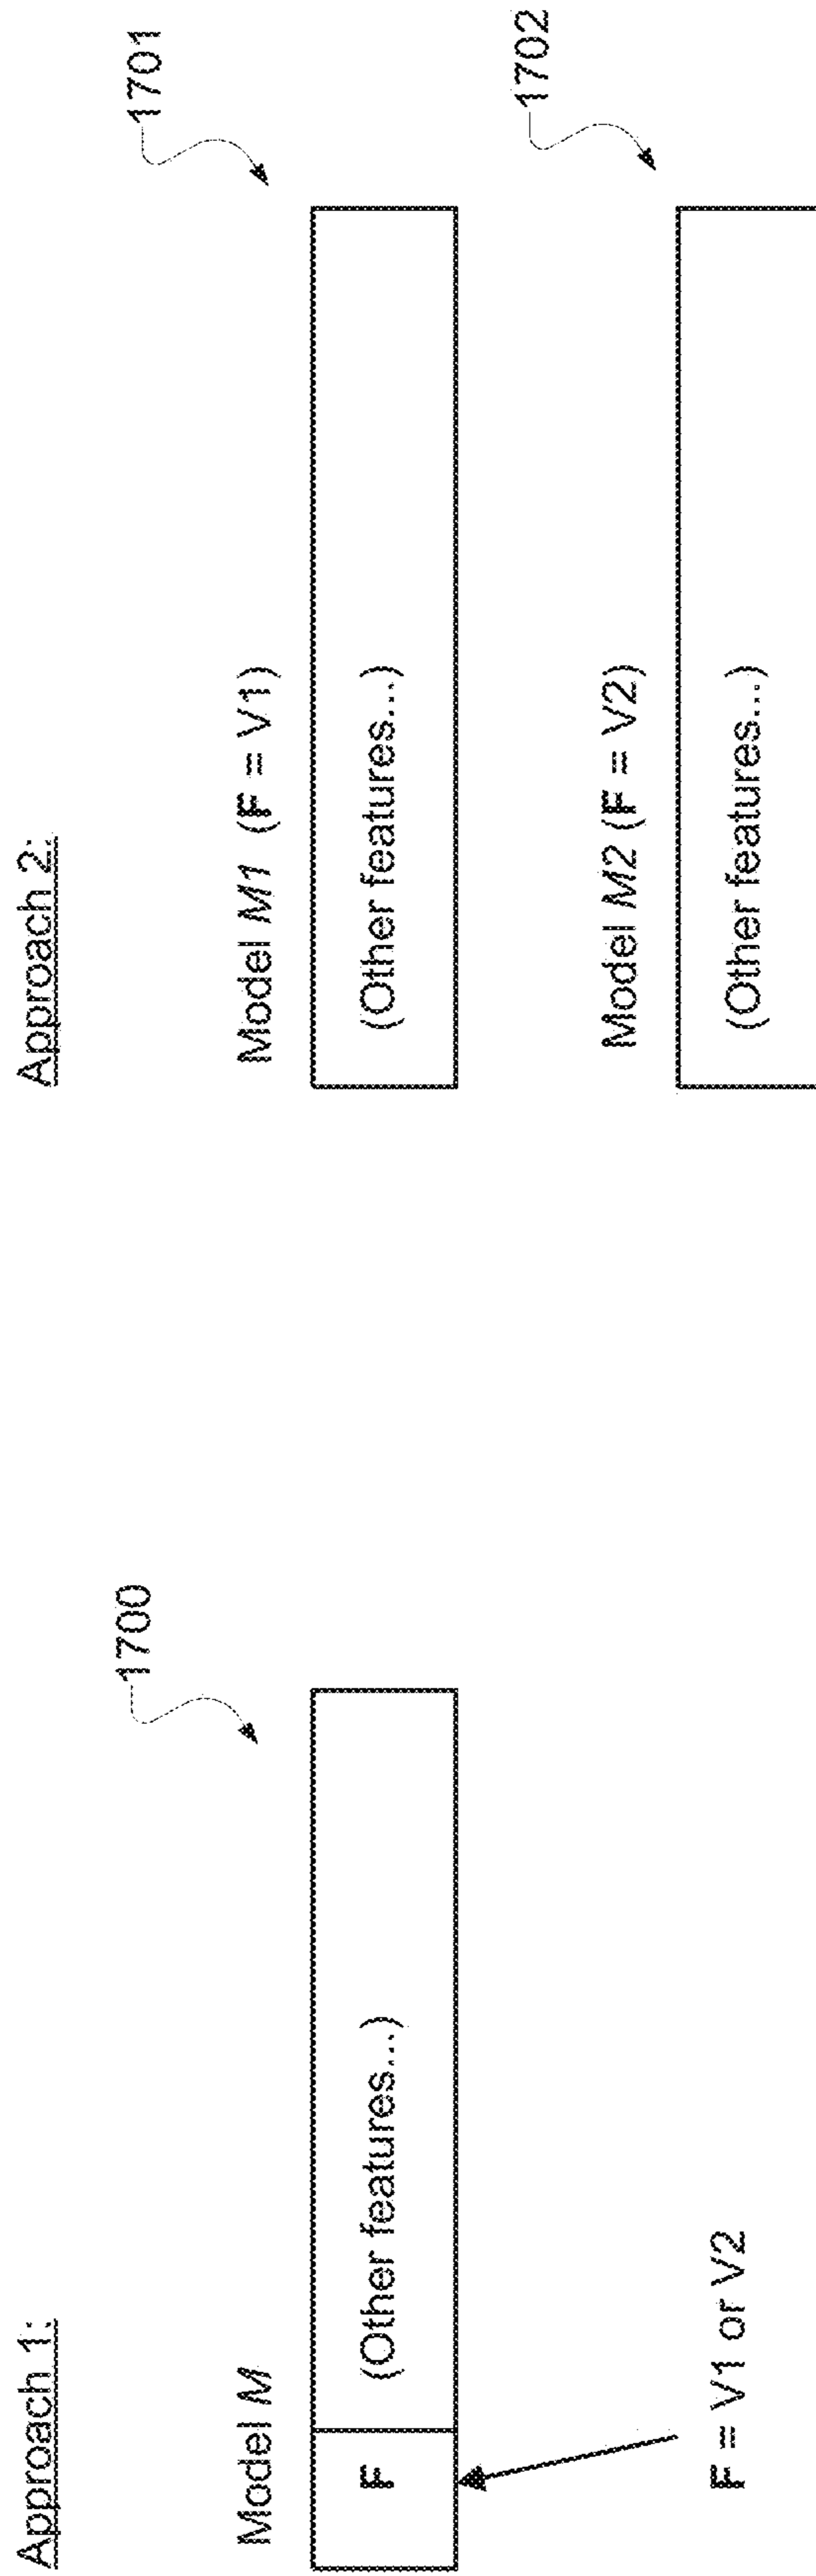 Approach 1:
1700
Model M
F
(Other features...)
F = V1 or V2
Approach 2:
1701
Model M1 (F = V1)
(Other features...)
1702
Model M2 (F = V2)
(Other features...)